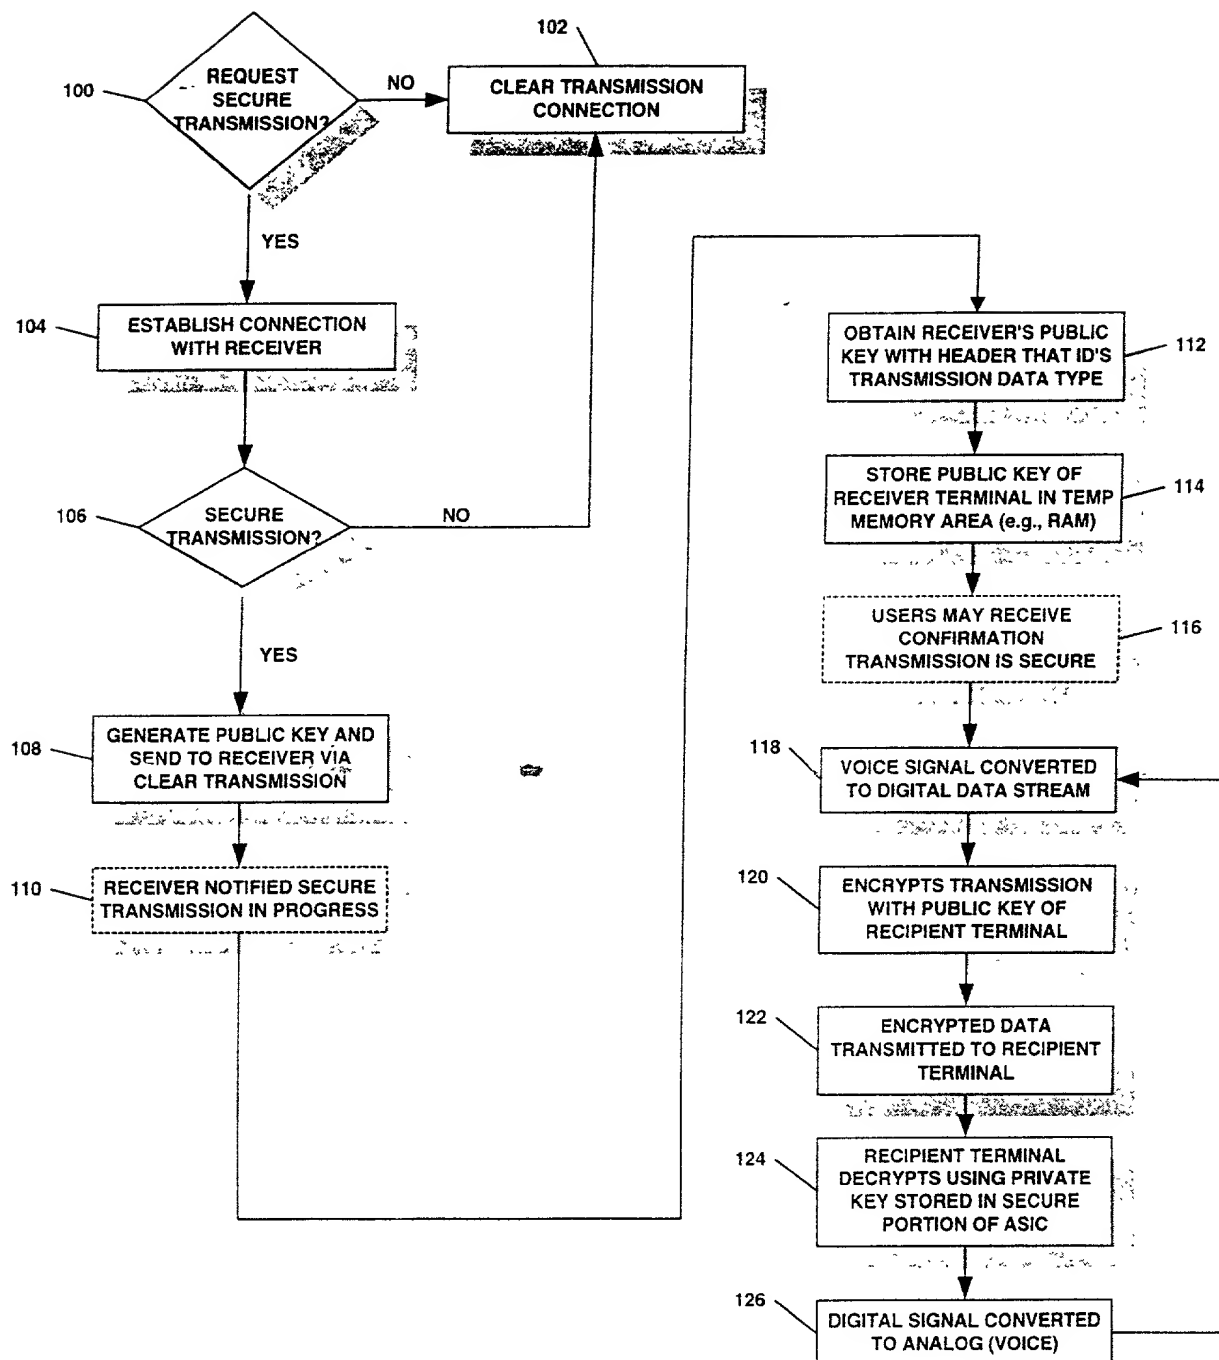 100
REQUEST
SECURE
TRANSMISSION?
NO
102
CLEAR TRANSMISSION
CONNECTION
YES
104
ESTABLISH CONNECTION
WITH RECEIVER
106
SECURE
TRANSMISSION?
NO
YES
108
GENERATE PUBLIC KEY AND
SEND TO RECEIVER VIA
CLEAR TRANSMISSION
110
RECEIVER NOTIFIED SECURE
TRANSMISSION IN PROGRESS
OBTAIN RECEIVER'S PUBLIC
KEY WITH HEADER THAT ID'S
TRANSMISSION DATA TYPE
112
STORE PUBLIC KEY OF
RECEIVER TERMINAL IN TEMP
MEMORY AREA (e.g., RAM)
114
USERS MAY RECEIVE
CONFIRMATION
TRANSMISSION IS SECURE
116
118
VOICE SIGNAL CONVERTED
TO DIGITAL DATA STREAM
120
ENCRYPTS TRANSMISSION
WITH PUBLIC KEY OF
RECIPIENT TERMINAL
122
ENCRYPTED DATA
TRANSMITTED TO RECIPIENT
TERMINAL
124
RECIPIENT TERMINAL
DECRYPTS USING PRIVATE
KEY STORED IN SECURE
PORTION OF ASIC
126
DIGITAL SIGNAL CONVERTED
TO ANALOG (VOICE)